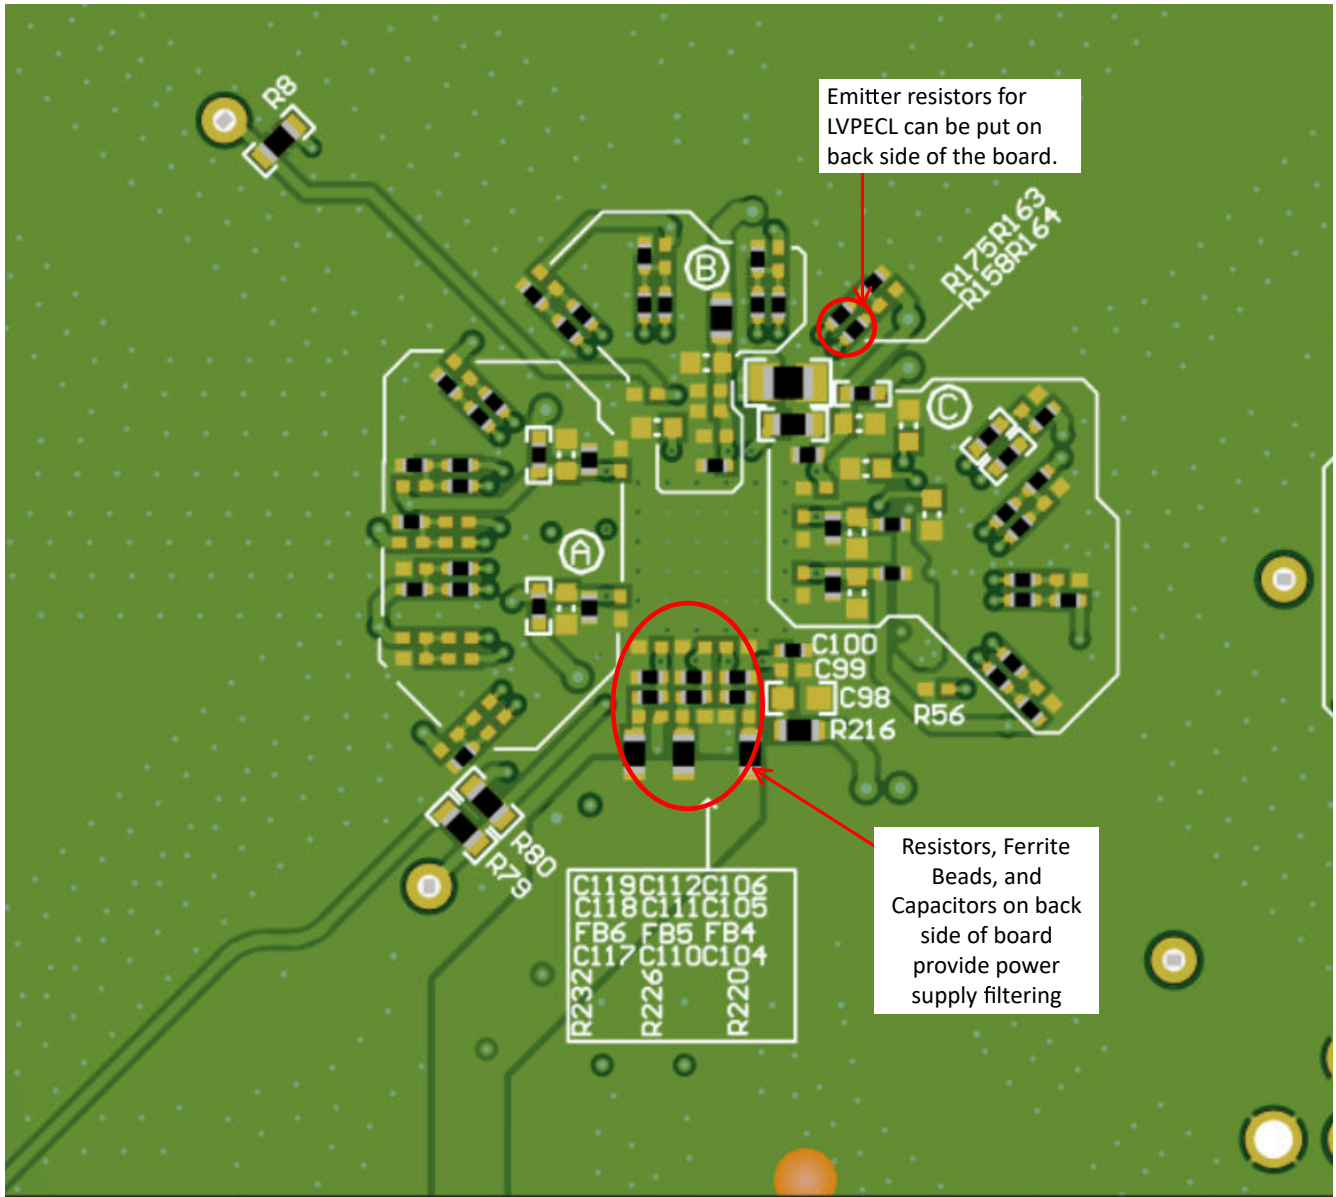 R8
Emitter resistors for
LVPECL can be put on
back side of the board.
R175R163
R158R164
B
C
A
C100
C99
C98
R216
R56
R80
R79
Resistors, Ferrite
Beads, and
Capacitors on back
side of board
provide power
supply filtering
C119C112C106
C118C111C105
FB6 FB5 FB4
C117C110C104
R232 R226 R220